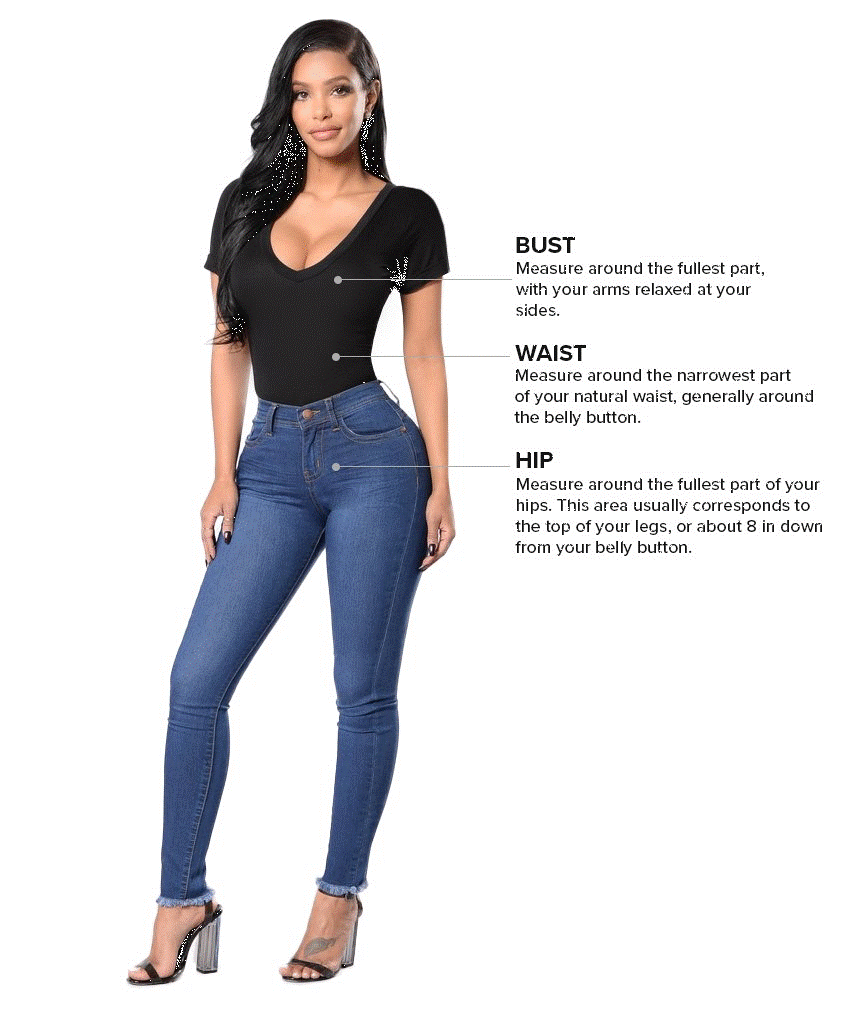 BUST
Measure around the fullest part,
with your arms relaxed at your
sides.
WAIST
Measure around the narrowest part
of your natural waist, generally around
the belly button.
HIP
Measure around the fullest part of your
hips. This area usually corresponds to
the top of your legs, or about 8 in down
from your belly button.